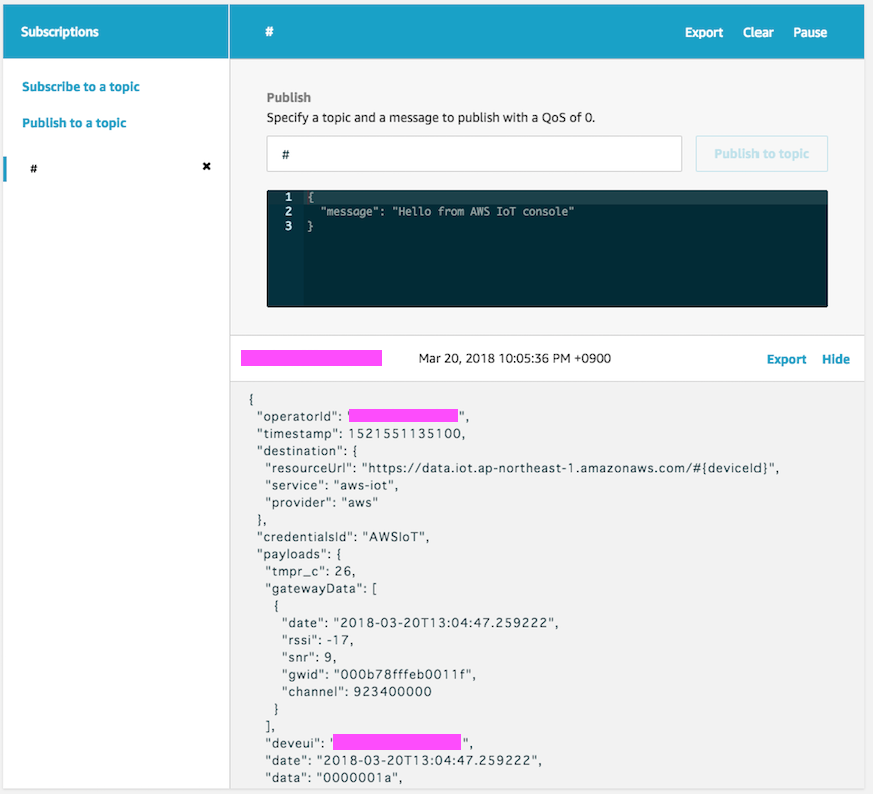 Subscriptions
#
Export Clear Pause
Subscribe to a topic
Publish to a topic
#
Publish
Specify a topic and a message to publish with a QoS of 0.
#
Publish to topic
1 {
2 "message": "Hello from AWS IoT console"
3 }
Mar 20, 2018 10:05:36 PM +0900
Export Hide
{
"operatorId": "",
"timestamp": 1521551135100,
"destination": {
"resourceUrl": "https://data.iot.ap-northeast-1.amazonaws.com/#{deviceId}",
"service": "aws-iot",
"provider": "aws"
},
"credentialsId": "AWSIoT",
"payloads": {
"tmpr_c": 26,
"gatewayData": [
{
"date": "2018-03-20T13:04:47.259222",
"rssi": -17,
"snr": 9,
"gwid": "000b78fffeb0011f",
"channel": 923400000
}
],
"deveui": "",
"date": "2018-03-20T13:04:47.259222",
"data": "0000001a",